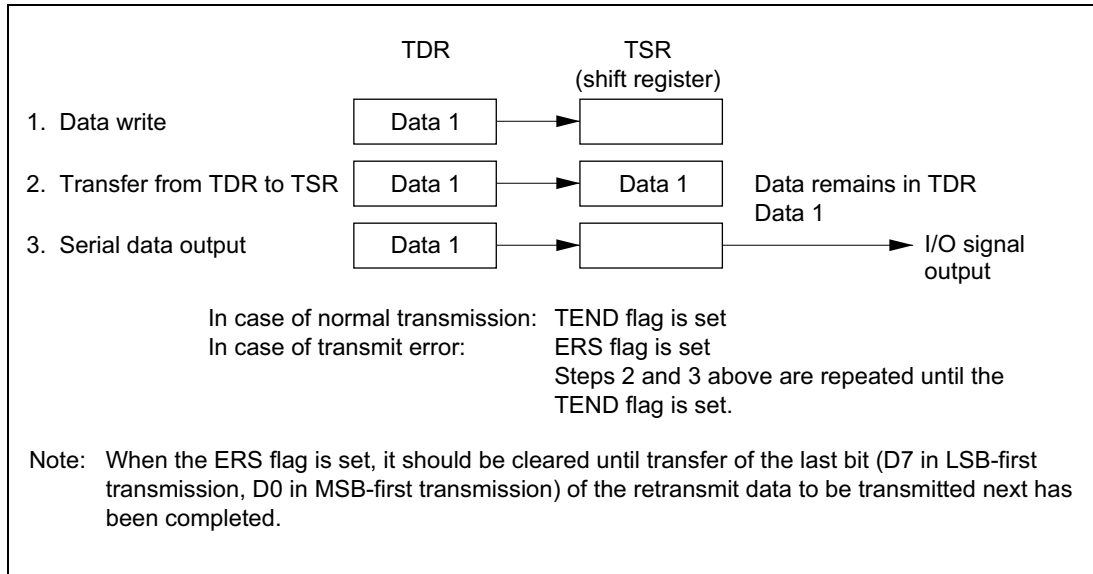 TDR
TSR
(shift register)
1. Data write
Data 1
2. Transfer from TDR to TSR
Data 1
Data 1
Data remains in TDR
Data 1
3. Serial data output
Data 1
I/O signal
output
In case of normal transmission: TEND flag is set
In case of transmit error: ERS flag is set
Steps 2 and 3 above are repeated until the
TEND flag is set.
Note: When the ERS flag is set, it should be cleared until transfer of the last bit (D7 in LSB-first
transmission, D0 in MSB-first transmission) of the retransmit data to be transmitted next has
been completed.